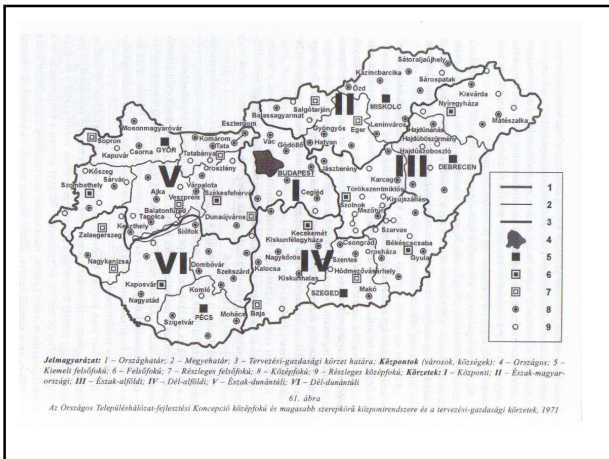 Sátoraljaújhely
Kazincbarcika
Ózd
Sárospatak
Kisvárda
II
MISKOLC
Salgótarján
Balassagyarmat
Nyíregyháza
Mátészalka
Mosonmagyaróvár
Esztergom
Gyöngyös
Eger
Leninváros
Hajdúnánás
Hajdúböszörmény
Sopron
Komárom
Tata
Vác
Hatvan
Kapuvár
Csorna
GYŐR
Tatabánya
Gödöllő
Hajdúszoboszló
Oroszlány
Jászberény
III
DEBRECEN
Kőszeg
BUDAPEST
Karcag
Sárvár
V
Várpalota
I
Törökszentmiklós
Kisújszállás
Szombathely
Ajka
Veszprém
Székesfehérvár
Cegléd
Szolnok
Mezőtúr
Balatonfüred
Tapolca
Dunaújváros
Zalaegerszeg
Keszthely
Siófok
Kecskemét
Szarvas
Kiskunfélegyháza
Csongrád
Békéscsaba
Nagykanizsa
VI
Nagykőrös
IV
Szentes
Orosháza
Gyula
Dombóvár
Kalocsa
Hódmezővásárhely
Kaposvár
Szekszárd
Kiskunhalas
Nagyatád
Komló
SZEGED
Makó
PÉCS
Mohács
Baja
Szigetvár
1
2
3
4
5
6
7
8
9
Jelmagyarázat: 1 – Országhatár; 2 – Megyehatár; 3 – Tervezési-gazdasági körzet határa; Központok (városok, községek): 4 – Országos; 5 –
Kiemelt felsőfokú; 6 – Felsőfokú; 7 – Részleges felsőfokú; 8 – Középfokú; 9 – Részleges középfokú; Körzetek: I – Központi; II – Észak-magyar-
országi; III – Észak-alföldi; IV – Dél-alföldi; V – Észak-dunántúli; VI – Dél-dunántúli
61. ábra
Az Országos Településhálózat-fejlesztési Koncepció középfokú és magasabb szerepkörű központrendszere és a tervezési-gazdasági körzetek, 1971